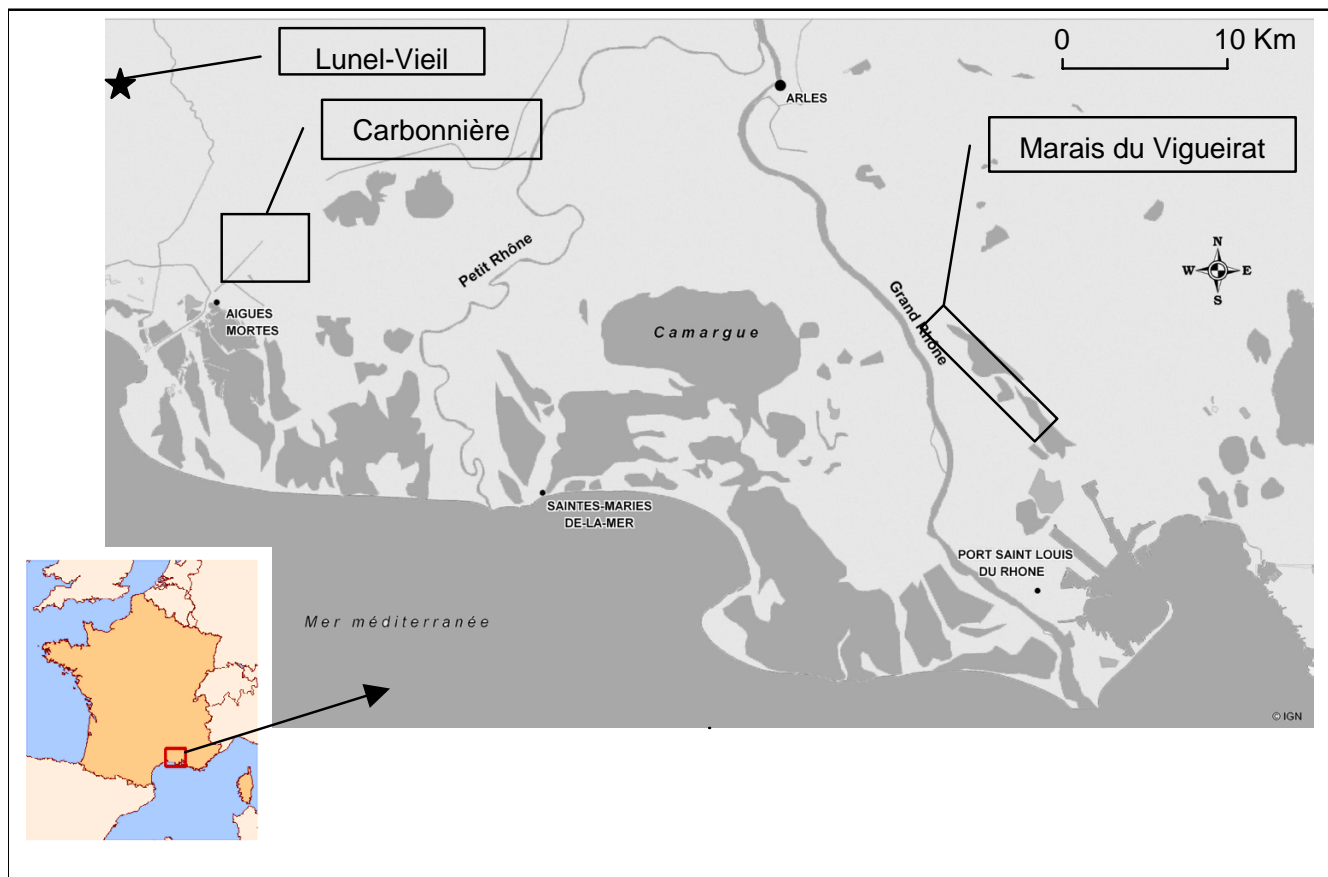 Lunel-Vieil
0 10 Km
ARLES
Carbonnière
Marais du Vigueirat
N
W E
S
Petit Rhône
Grand Rhône
AIGUES
MORTES
Camargue
SAINTES-MARIES
DE-LA-MER
PORT SAINT LOUIS
DU RHONE
Mer méditerranée
© IGN